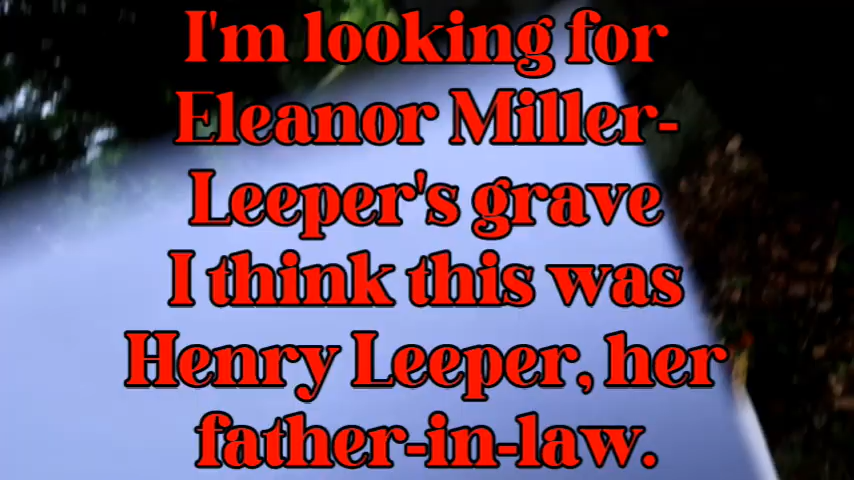 I'm looking for
Eleanor Miller-
Leeper's grave
I think this was
Henry Leeper, her
father-in-law.